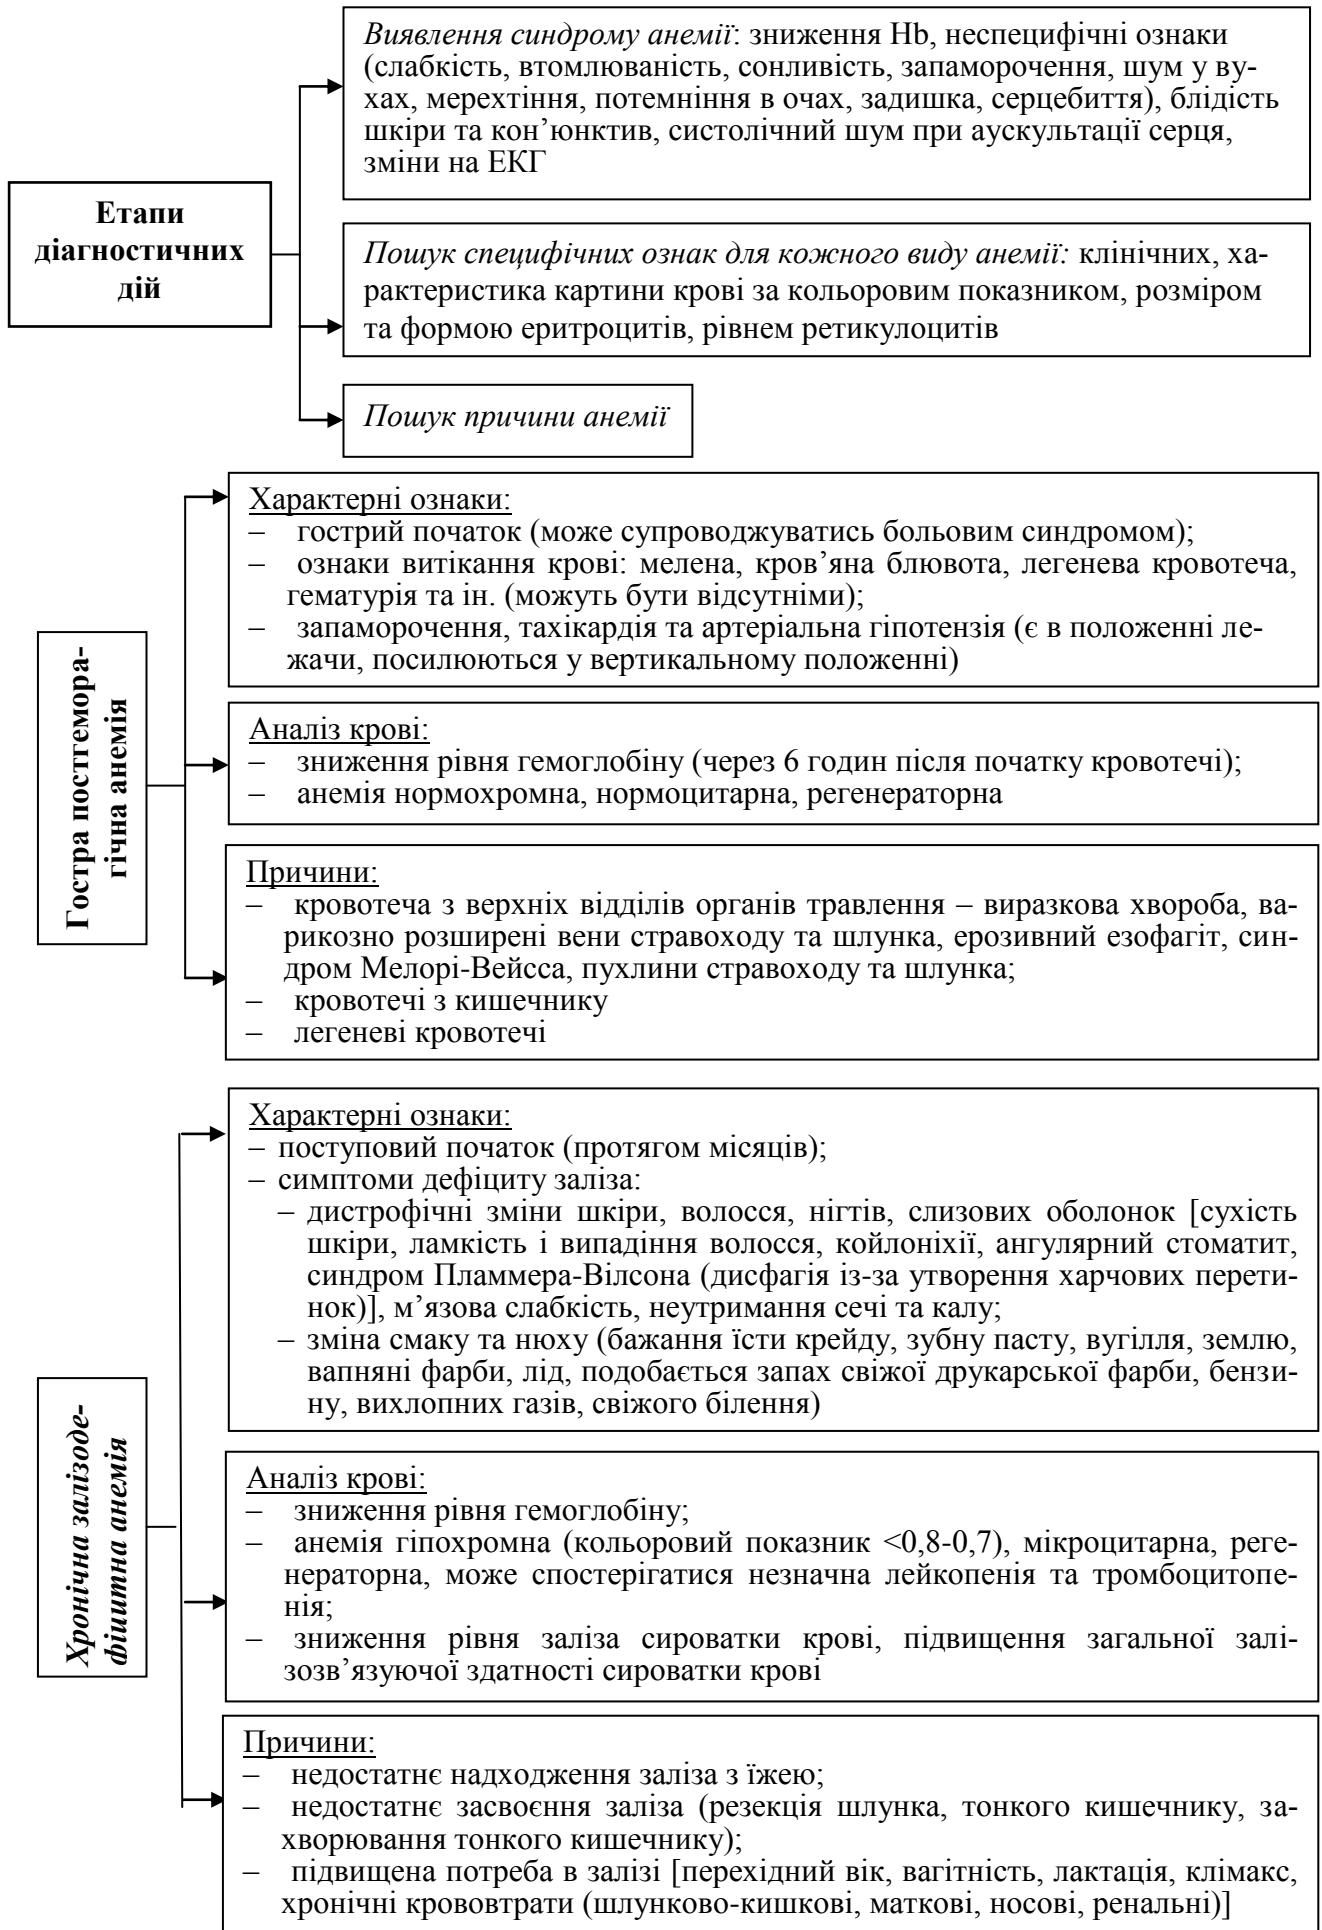 Виявлення синдрому анемії: зниження Hb, неспецифічні ознаки
(слабкість, втомлюваність, сонливість, запаморочення, шум у ву-
хах, мерехтіння, потемніння в очах, задишка, серцебиття), блідість
шкіри та кон’юнктив, систолічний шум при аускультації серця,
зміни на ЕКГ
Етапи
діагностичних
дій
Пошук специфічних ознак для кожного виду анемії: клінічних, ха-
рактеристика картини крові за кольоровим показником, розміром
та формою еритроцитів, рівнем ретикулоцитів
Пошук причини анемії
Гостра постгемора-
гічна анемія
Характерні ознаки:
– гострий початок (може супроводжуватись больовим синдромом);
– ознаки витікання крові: мелена, кров’яна блювота, легенева кровотеча,
гематурія та ін. (можуть бути відсутніми);
– запаморочення, тахікардія та артеріальна гіпотензія (є в положенні ле-
жачи, посилюються у вертикальному положенні)
Аналіз крові:
– зниження рівня гемоглобіну (через 6 годин після початку кровотечі);
– анемія нормохромна, нормоцитарна, регенераторна
Причини:
– кровотеча з верхніх відділів органів травлення – виразкова хвороба, ва-
рикозно розширені вени стравоходу та шлунка, ерозивний езофагіт, син-
дром Мелорі-Вейсса, пухлини стравоходу та шлунка;
– кровотечі з кишечнику
– легеневі кровотечі
Хронічна залізоде-
фіцитна анемія
Характерні ознаки:
– поступовий початок (протягом місяців);
– симптоми дефіциту заліза:
– дистрофічні зміни шкіри, волосся, нігтів, слизових оболонок [сухість
шкіри, ламкість і випадіння волосся, койлоніхії, ангулярний стоматит,
синдром Пламмера-Вілсона (дисфагія із-за утворення харчових перети-
нок)], м’язова слабкість, неутримання сечі та калу;
– зміна смаку та нюху (бажання їсти крейду, зубну пасту, вугілля, землю,
вапняні фарби, лід, подобається запах свіжої друкарської фарби, бензи-
ну, вихлопних газів, свіжого білення)
Аналіз крові:
– зниження рівня гемоглобіну;
– анемія гіпохромна (кольоровий показник <0,8-0,7), мікроцитарна, реге-
нераторна, може спостерігатися незначна лейкопенія та тромбоцитопе-
нія;
– зниження рівня заліза сироватки крові, підвищення загальної залі-
зозв’язуючої здатності сироватки крові
Причини:
– недостатнє надходження заліза з їжею;
– недостатнє засвоєння заліза (резекція шлунка, тонкого кишечнику, за-
хворювання тонкого кишечнику);
– підвищена потреба в залізі [перехідний вік, вагітність, лактація, клімакс,
хронічні крововтрати (шлунково-кишкові, маткові, носові, ренальні)]